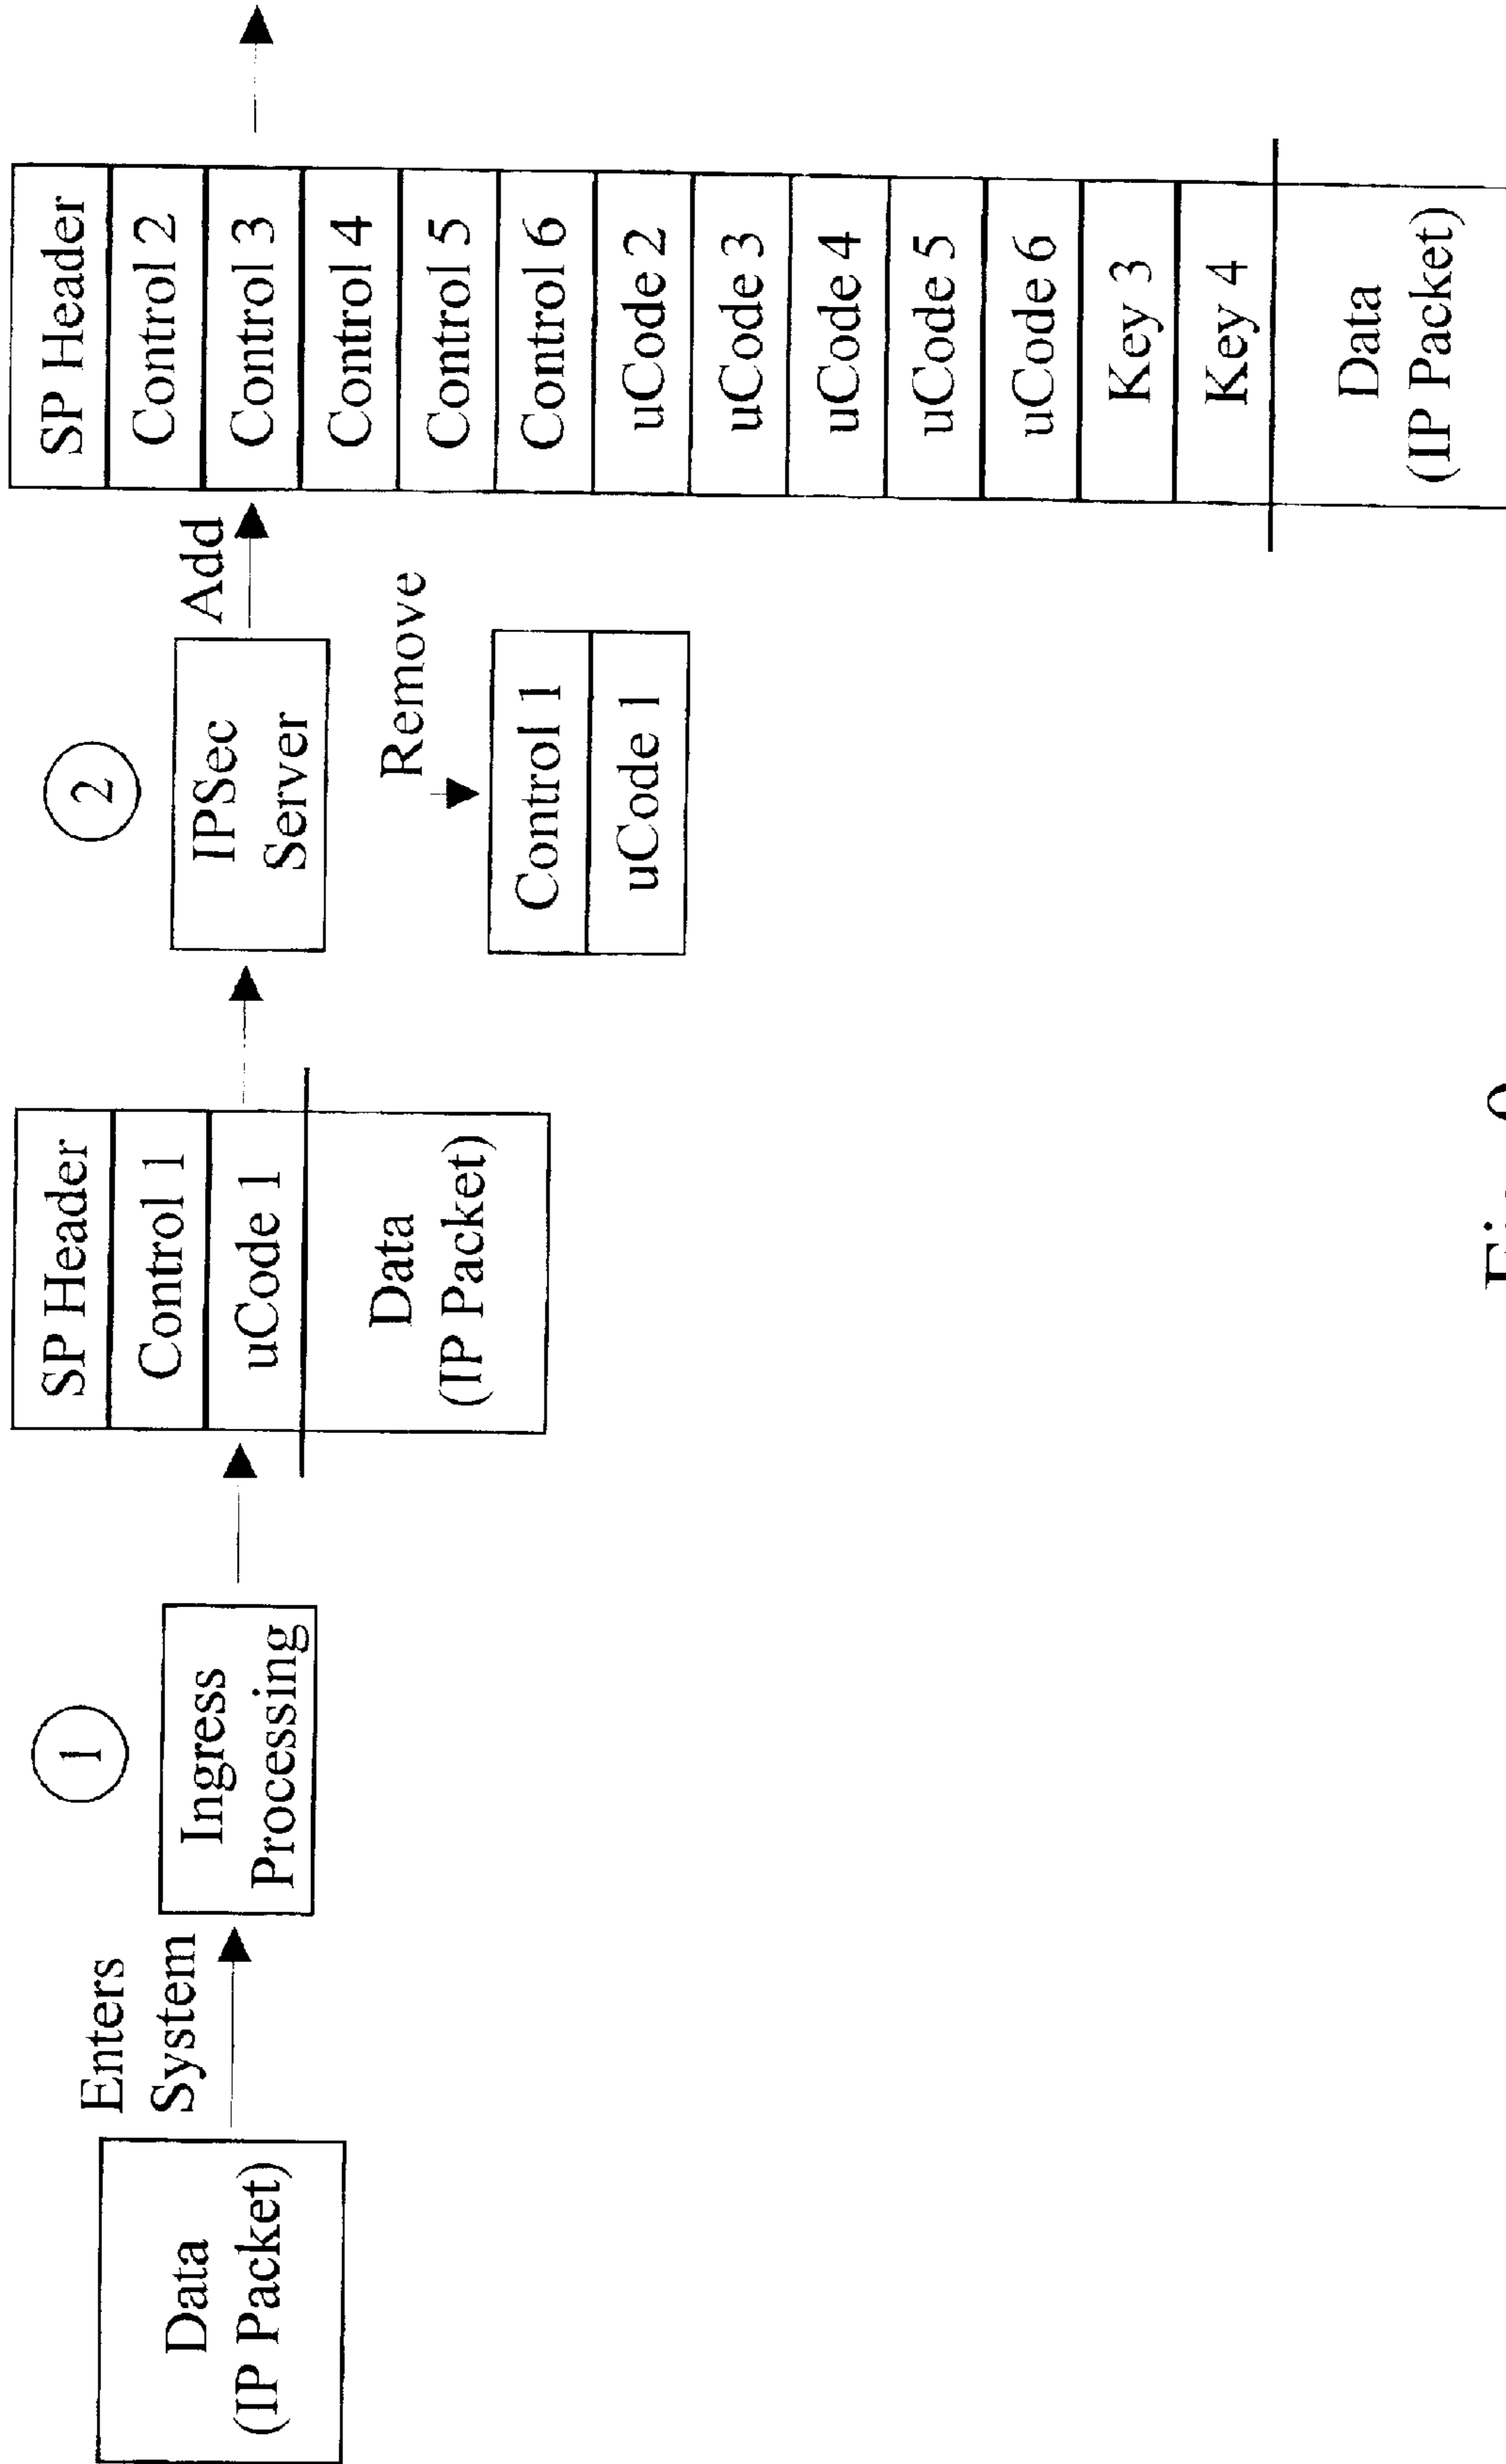 Data
(IP Packet)
Enters
System
1
Ingress
Processing
SP Header
Control 1
uCode 1
Data
(IP Packet)
2
IPSec
Server
Add
Remove
Control 1
uCode 1
SP Header
Control 2
Control 3
Control 4
Control 5
Control 6
uCode 2
uCode 3
uCode 4
uCode 5
uCode 6
Key 3
Key 4
Data
(IP Packet)